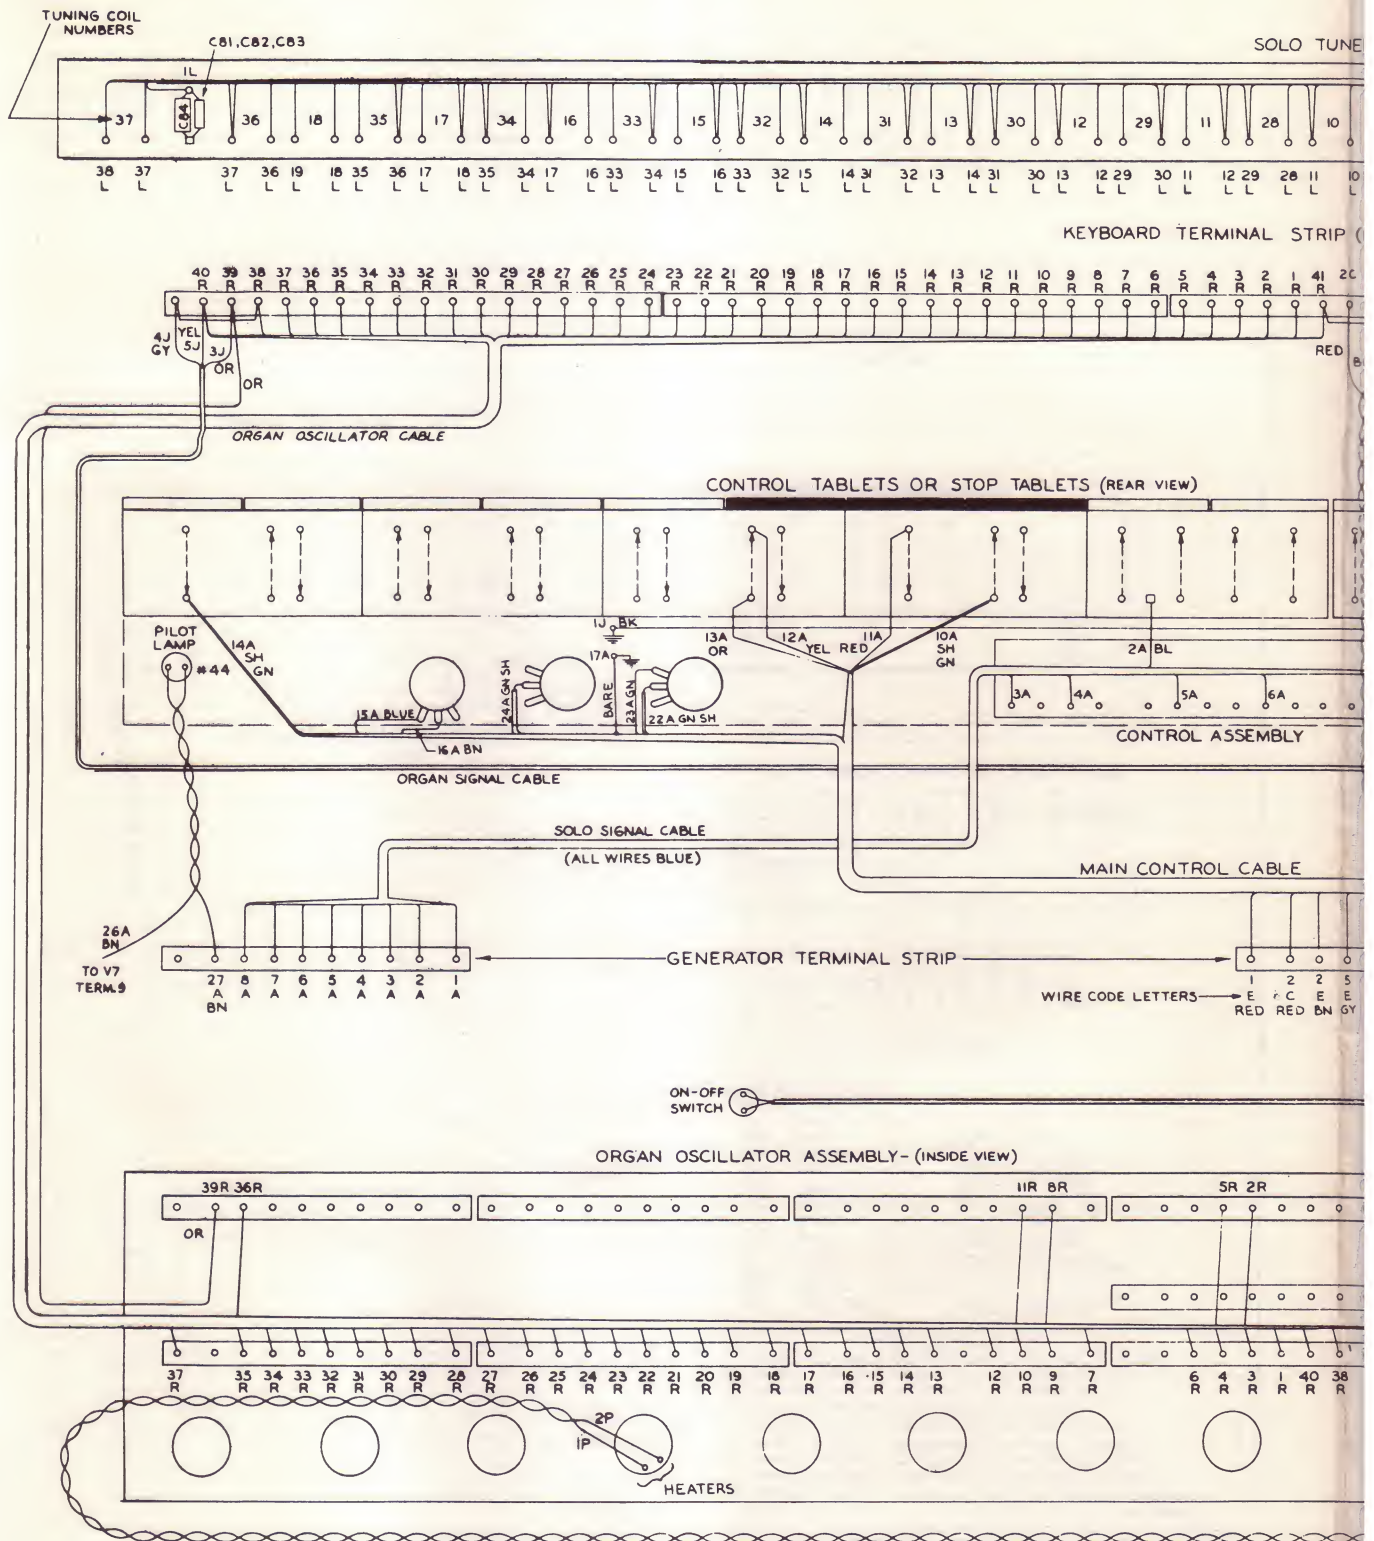 TUNING COIL
NUMBERS
C81, C82, C83
SOLO TUNE
1L
C84
37 36 18 35 17 34 16 33 15 32 14 31 13 30 12 29 11 28 10
38 37 37 36 19 18 35 36 17 18 35 34 17 16 33 34 15 16 33 32 15 14 31 32 13 14 31 30 13 12 29 30 11 12 29 28 11 10
L L L L L L L L L L L L L L L L L L L L L L L L L L L L L L L L L L L L L L
KEYBOARD TERMINAL STRIP (
40 39 38 37 36 35 34 33 32 31 30 29 28 27 26 25 24 23 22 21 20 19 18 17 16 15 14 13 12 11 10 9 8 7 6 5 4 3 2 1 41
R R R R R R R R R R R R R R R R R R R R R R R R R R R R R R R R R R R R R R R R R
4J
GY
YEL
5J
3J
OR
OR
RED
ORGAN OSCILLATOR CABLE
CONTROL TABLETS OR STOP TABLETS (REAR VIEW)
PILOT
LAMP
#44
14A
SH
GN
1J BK
17A
13A
OR
12A
YEL
11A
RED
10A
SH
GN
2A BL
15A BLUE
16A BN
24A GN SH
BARE
23A GN
22A GN SH
3A 4A 5A 6A
CONTROL ASSEMBLY
ORGAN SIGNAL CABLE
SOLO SIGNAL CABLE
(ALL WIRES BLUE)
MAIN CONTROL CABLE
26A
BN
TO V7
TERM. 9
GENERATOR TERMINAL STRIP
27 8 7 6 5 4 3 2 1
A A A A A A A A A
BN
1 2 2 5
WIRE CODE LETTERS E C E E
RED RED BN GY
ON-OFF
SWITCH
ORGAN OSCILLATOR ASSEMBLY-(INSIDE VIEW)
39R 36R 11R 8R 5R 2R
OR
37 35 34 33 32 31 30 29 28 27 26 25 24 23 22 21 20 19 18 17 16 15 14 13 12 10 9 7 6 4 3 1 40 38
R R R R R R R R R R R R R R R R R R R R R R R R R R R R R R R R R R
2P
1P
HEATERS